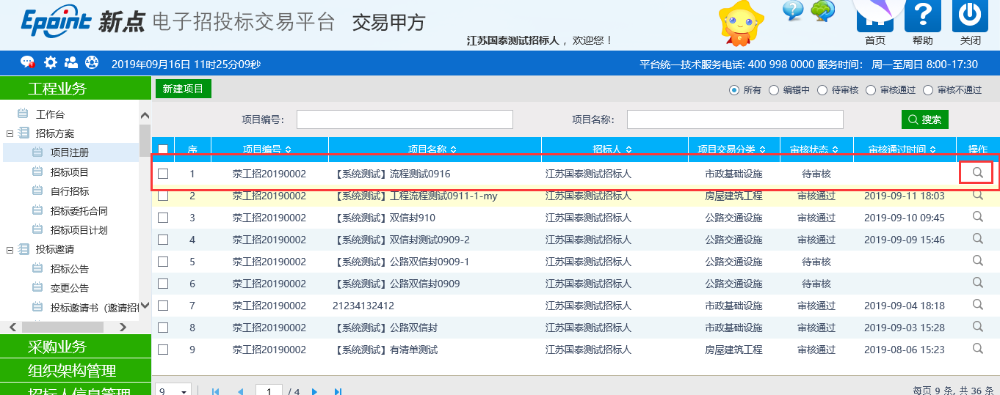 Epoint 新点 电子招投标交易平台 交易甲方
江苏国泰测试招标人，欢迎您！
首页 帮助 关闭
2019年09月16日 11时25分09秒
平台统一技术服务电话: 400 998 0000 服务时间： 周一至周日 8:00-17:30
工程业务
工作台
招标方案
项目注册
招标项目
自行招标
招标委托合同
招标项目计划
投标邀请
招标公告
变更公告
投标邀请书（邀请招标
采购业务
组织架构管理
招标人信息管理
新建项目
所有 编辑中 待审核 审核通过 审核不通过
项目编号： 项目名称： 搜索
序 项目编号 项目名称 招标人 项目交易分类 审核状态 审核通过时间 操作
1 荥工招20190002 【系统测试】流程测试0916 江苏国泰测试招标人 市政基础设施 待审核
2 荥工招20190002 【系统测试】工程流程测试0911-1-my 江苏国泰测试招标人 房屋建筑工程 审核通过 2019-09-11 18:03
3 荥工招20190002 【系统测试】双信封910 江苏国泰测试招标人 公路交通设施 审核通过 2019-09-10 09:45
4 荥工招20190002 【系统测试】双信封测试0909-2 江苏国泰测试招标人 公路交通设施 审核通过 2019-09-09 15:46
5 荥工招20190002 【系统测试】公路双信封0909-1 江苏国泰测试招标人 公路交通设施 待审核
6 荥工招20190002 【系统测试】公路双信封0909 江苏国泰测试招标人 公路交通设施 待审核
7 荥工招20190002 21234132412 江苏国泰测试招标人 市政基础设施 审核通过 2019-09-04 18:18
8 荥工招20190002 【系统测试】公路双信封 江苏国泰测试招标人 市政基础设施 审核通过 2019-09-03 15:28
9 荥工招20190002 【系统测试】有清单测试 江苏国泰测试招标人 房屋建筑工程 审核通过 2019-08-06 15:23
9 1 / 4 每页 9 条, 共 36 条